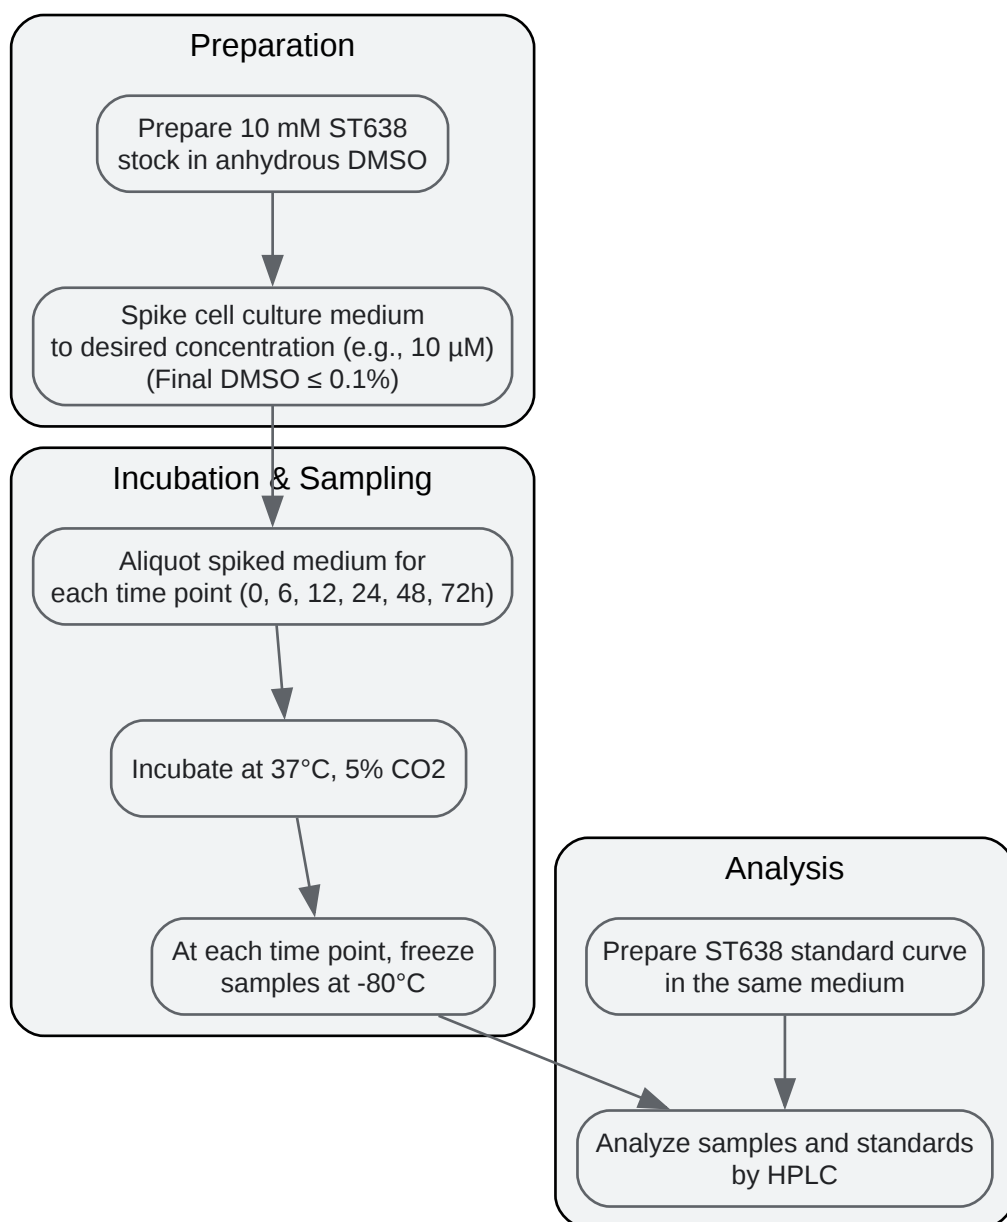 Preparation
Prepare 10 mM ST638
stock in anhydrous DMSO
Spike cell culture medium
to desired concentration (e.g., 10 µM)
(Final DMSO ≤ 0.1%)
Incubation & Sampling
Aliquot spiked medium for
each time point (0, 6, 12, 24, 48, 72h)
Incubate at 37°C, 5% CO2
At each time point, freeze
samples at -80°C
Analysis
Prepare ST638 standard curve
in the same medium
Analyze samples and standards
by HPLC